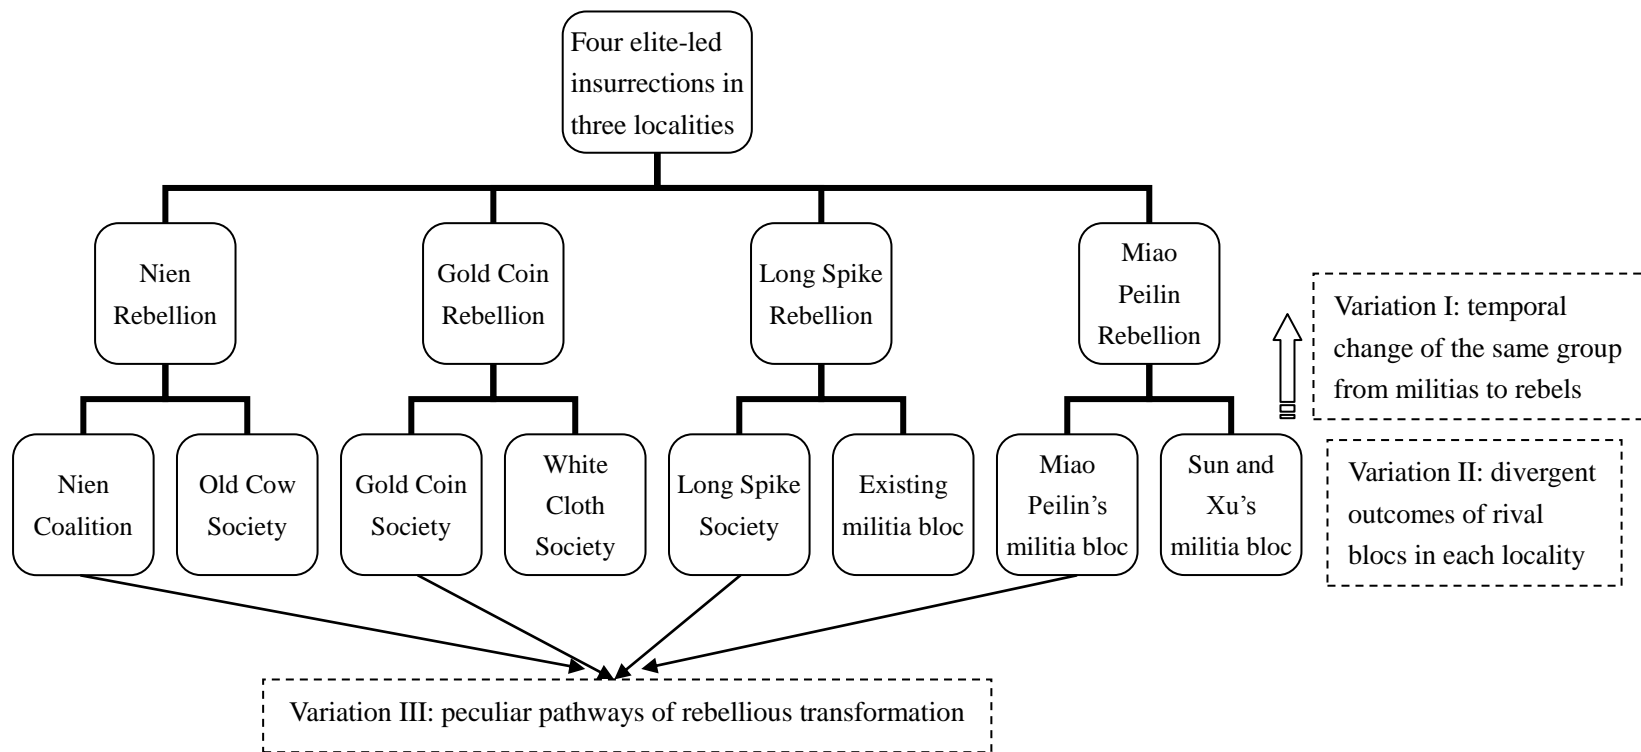 Four elite-led
insurrections in
three localities
Nien
Rebellion
Gold Coin
Rebellion
Long Spike
Rebellion
Miao
Peilin
Rebellion
Variation I: temporal
change of the same group
from militias to rebels
Nien
Coalition
Old Cow
Society
Gold Coin
Society
White
Cloth
Society
Long Spike
Society
Existing
militia bloc
Miao
Peilin’s
militia bloc
Sun and
Xu’s
militia bloc
Variation II: divergent
outcomes of rival
blocs in each locality
Variation III: peculiar pathways of rebellious transformation